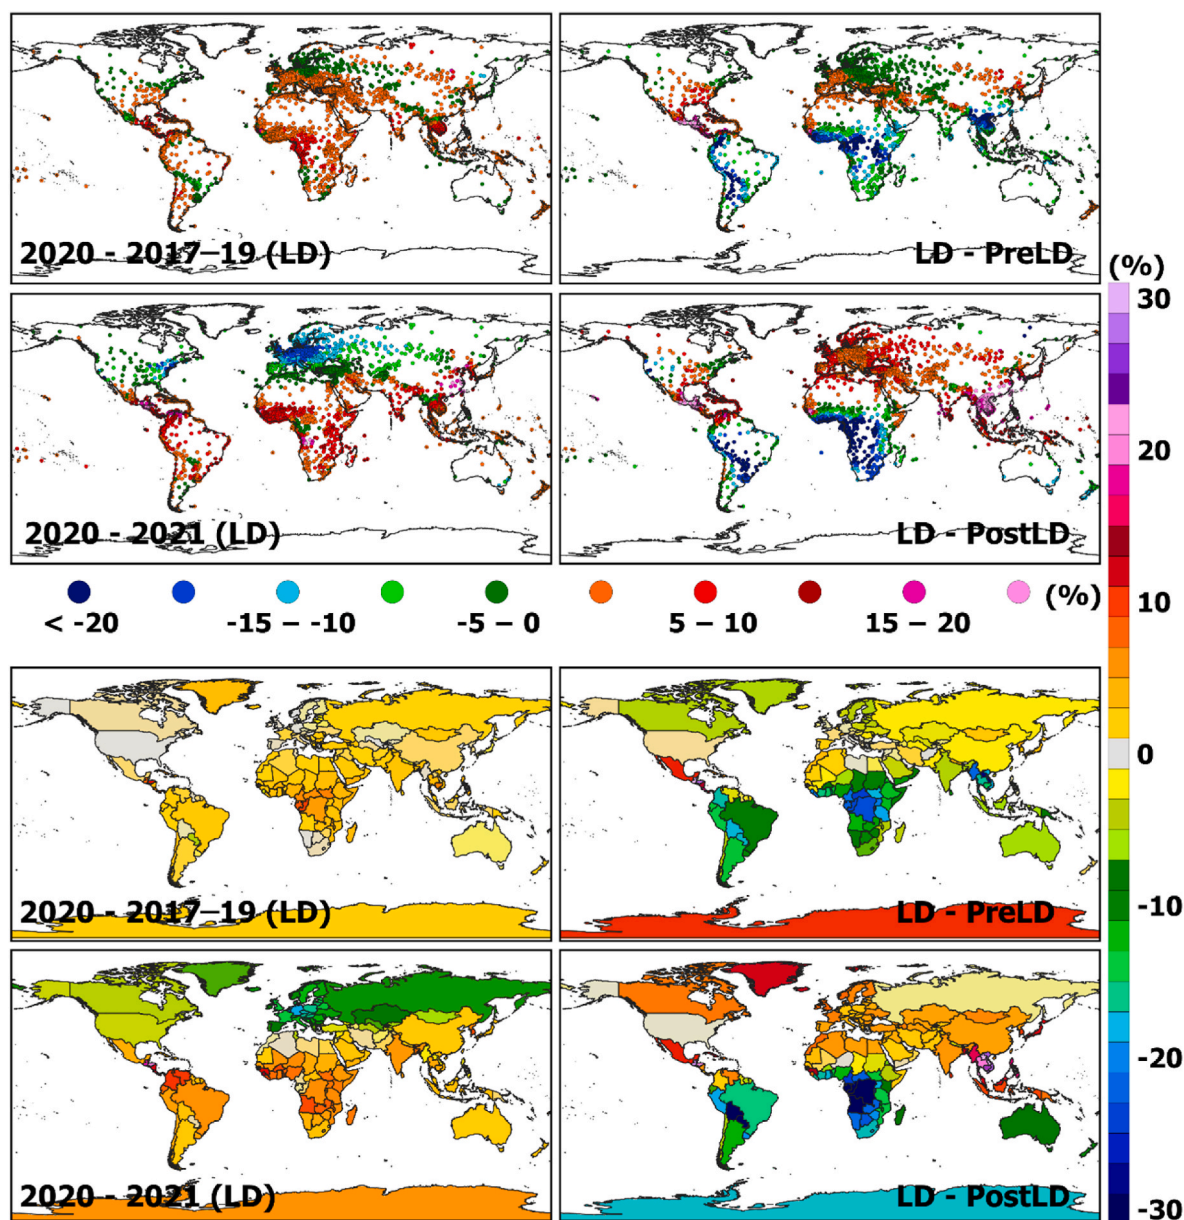 2020 - 2017–19 (LD)
LD - PreLD
(%)
30
20
10
0
-10
-20
-30
2020 - 2021 (LD)
LD - PostLD
(%)
< -20
-15 – -10
-5 – 0
5 – 10
15 – 20
2020 - 2017–19 (LD)
LD - PreLD
2020 - 2021 (LD)
LD - PostLD